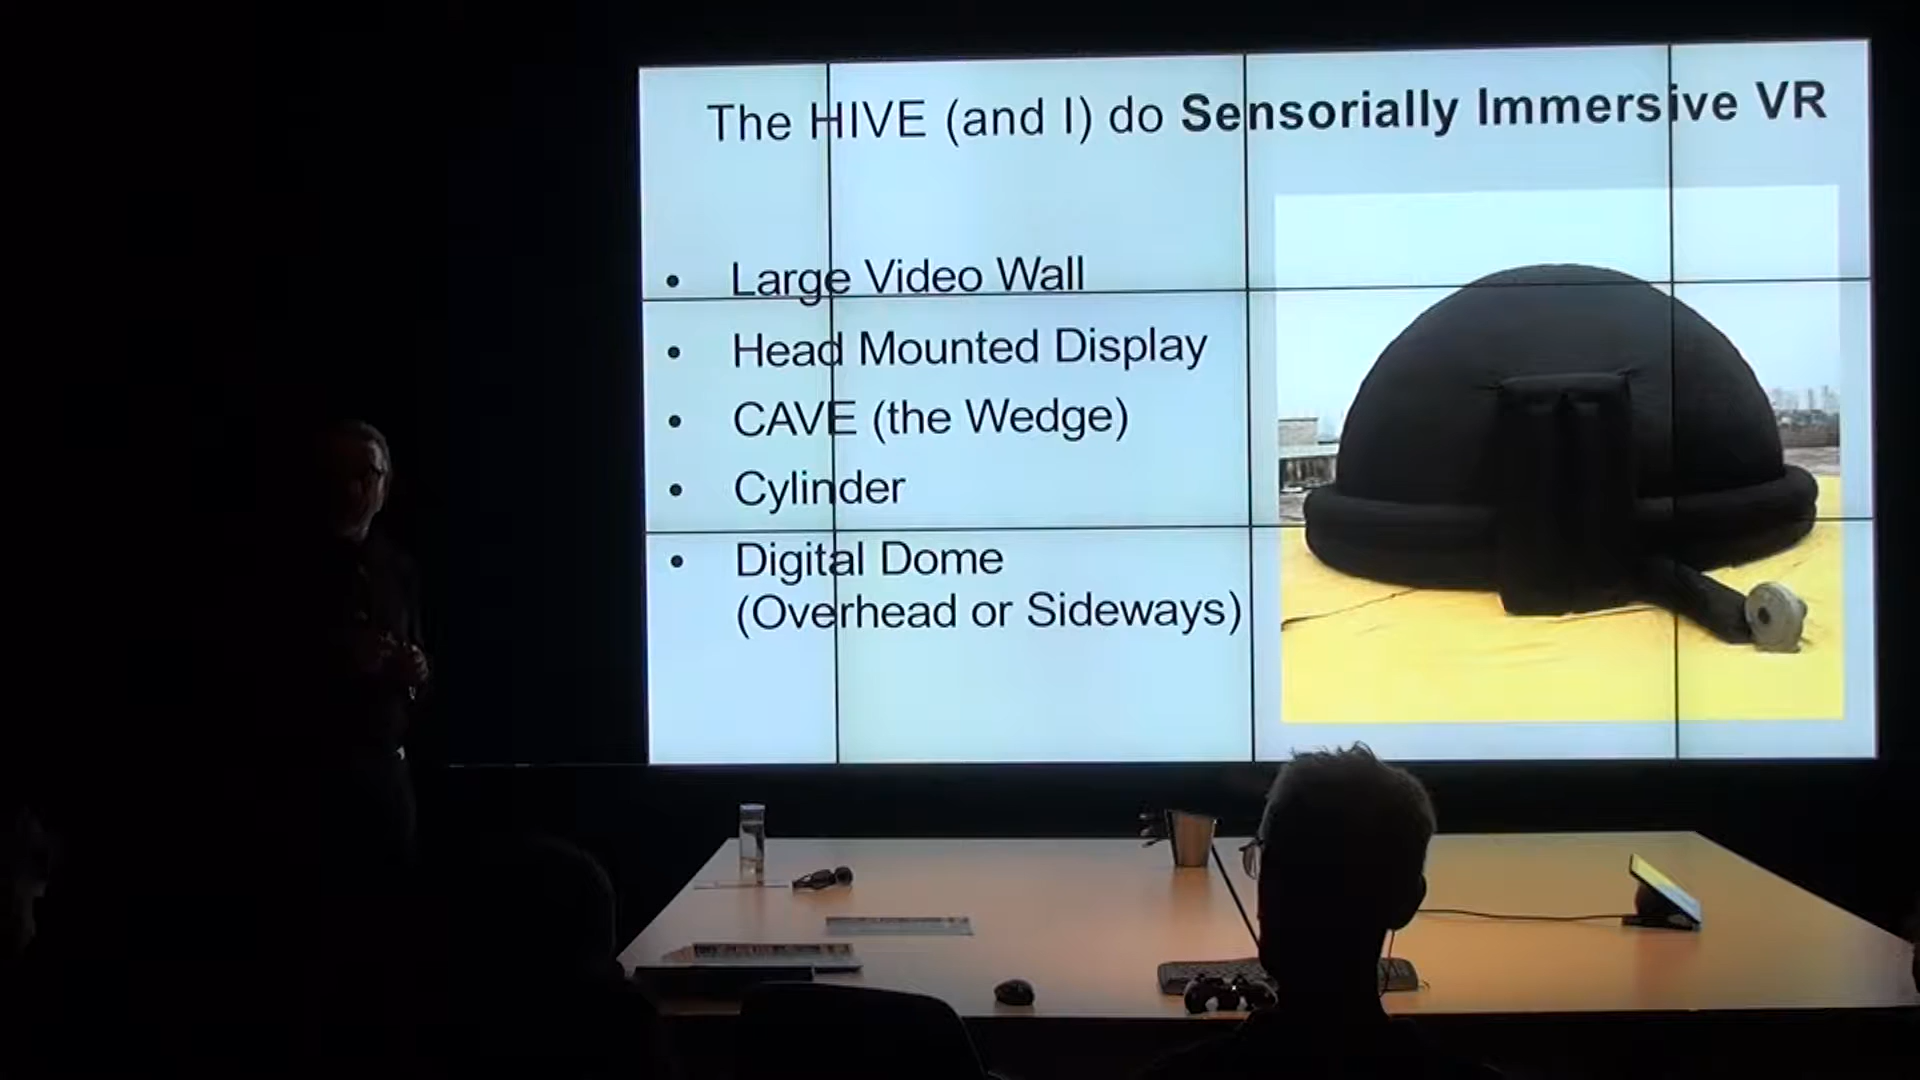 The HIVE (and I) do Sensorially Immersive VR
• Large Video Wall
• Head Mounted Display
• CAVE (the Wedge)
• Cylinder
• Digital Dome
(Overhead or Sideways)